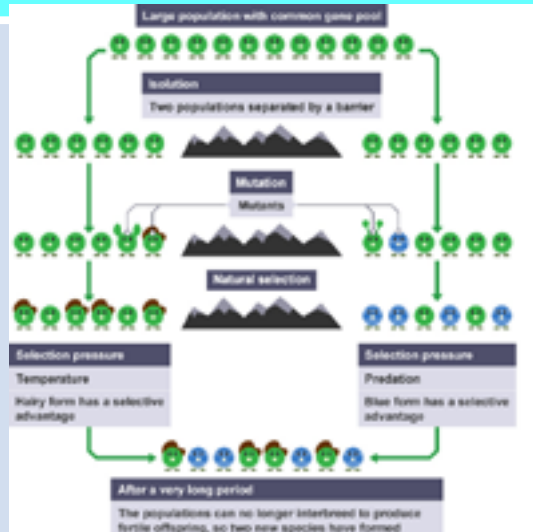 Large population with common gene pool
Isolation
Two populations separated by a barrier
Mutation
Mutants
Natural selection
Selection pressure
Temperature
Hairy form has a selective
advantage
Selection pressure
Predation
Blue form has a selective
advantage
After a very long period
The populations can no longer interbreed to produce
fertile offspring, so two new species have formed